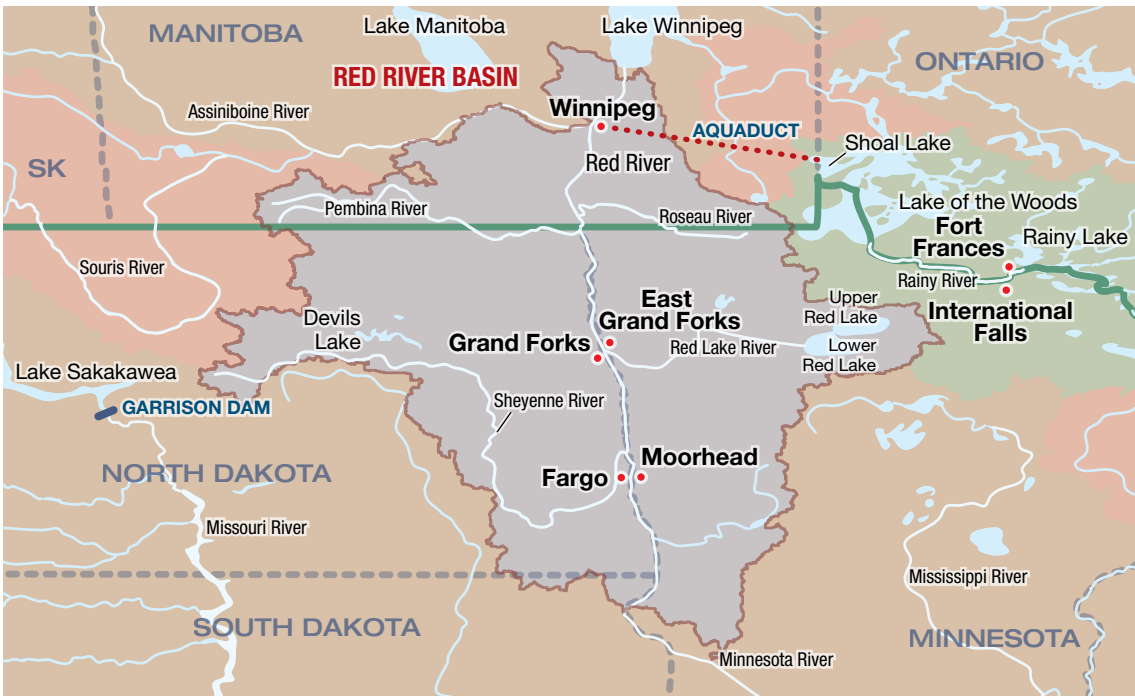 Lake Manitoba
Lake Winnipeg
MANITOBA
ONTARIO
RED RIVER BASIN
Assiniboine River
Winnipeg
AQUADUCT
Shoal Lake
Red River
SK
Lake of the Woods
Pembina River
Roseau River
Fort
Frances
Rainy Lake
Souris River
Rainy River
International
Falls
East
Grand Forks
Upper
Red Lake
Devils
Lake
Grand Forks
Red Lake River
Lower
Red Lake
Lake Sakakawea
GARRISON DAM
Sheyenne River
NORTH DAKOTA
Moorhead
Fargo
Missouri River
Mississippi River
SOUTH DAKOTA
MINNESOTA
Minnesota River